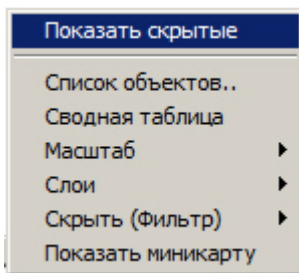 Показать скрытые
Список объектов..
Сводная таблица
Масштаб
Слои
Скрыть (Фильтр)
Показать миникарту